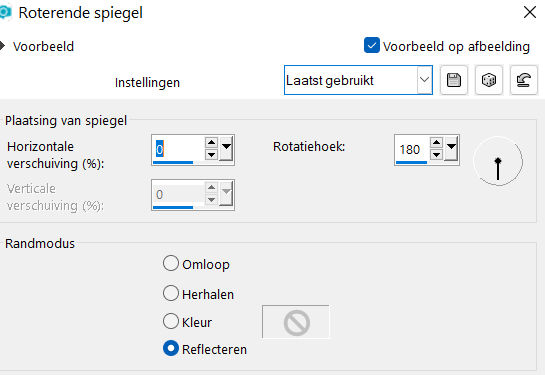 Roterende spiegel
Voorbeeld
Voorbeeld op afbeelding
Instellingen
Laatst gebruikt
Plaatsing van spiegel
Horizontale
verschuiving (%):
0
Rotatiehoek:
180
Verticale
verschuiving (%):
0
Randmodus
Omloop
Herhalen
Kleur
Reflecteren